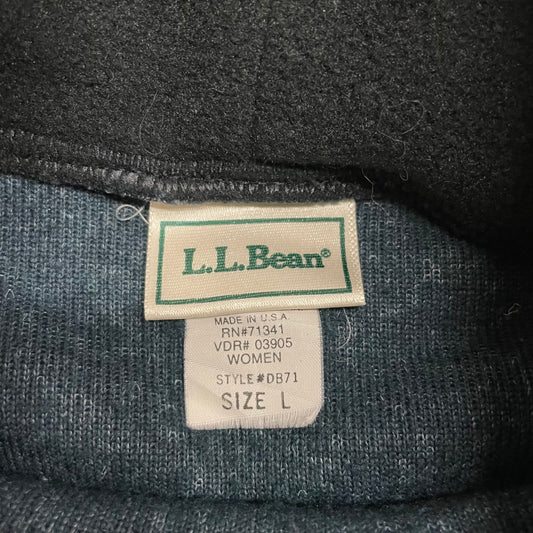 L.L.Bean®
MADE IN U.S.A.
RN#71341
VDR# 03905
WOMEN
STYLE#DB71
SIZE L